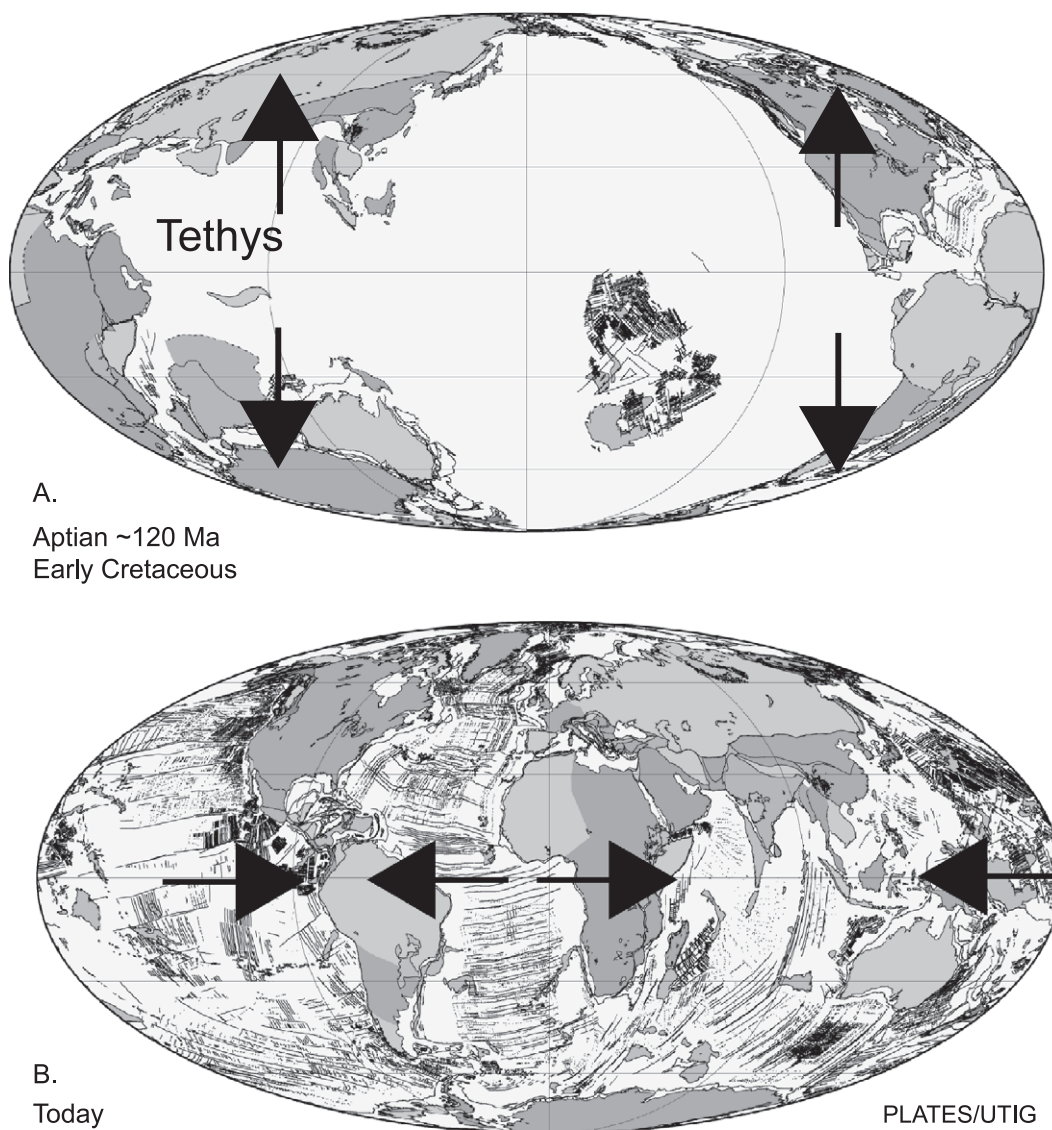 Tethys
A.
Aptian ~120 Ma
Early Cretaceous
B.
Today
PLATES/UTIG